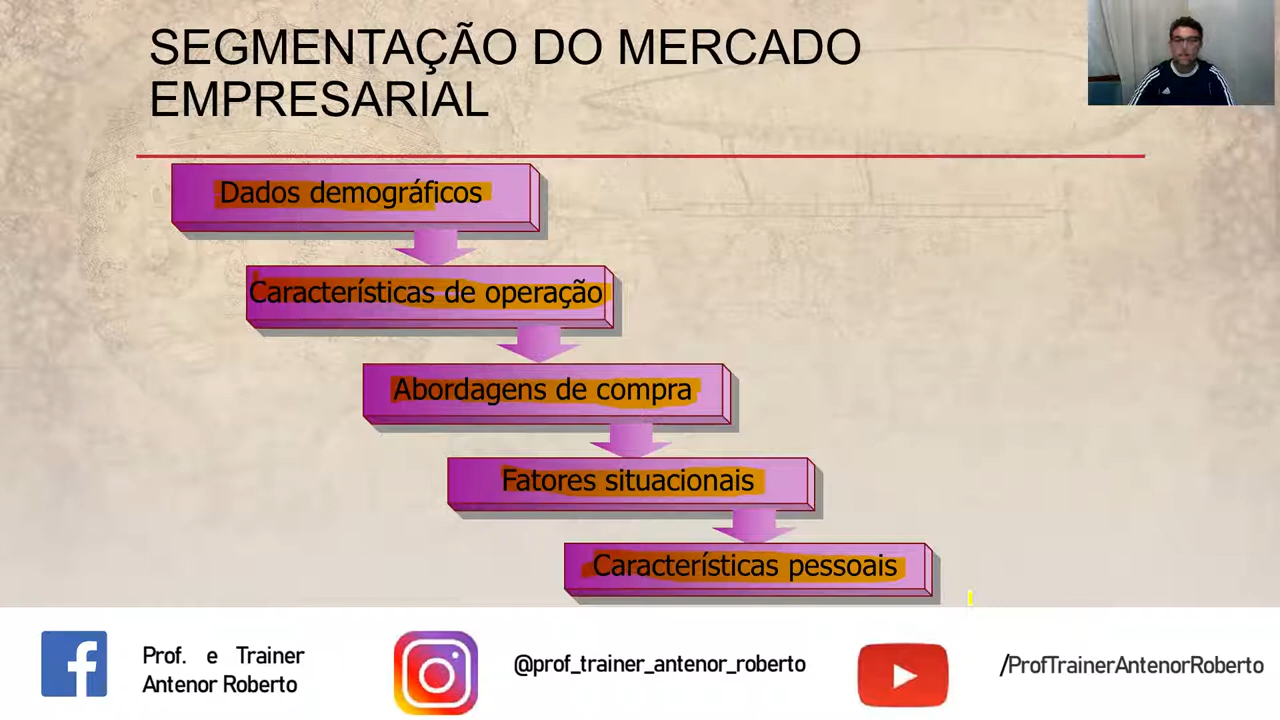 SEGMENTAÇÃO DO MERCADO
EMPRESARIAL
Dados demográficos
Características de operação
Abordagens de compra
Fatores situacionais
Características pessoais
Prof. e Trainer
Antenor Roberto
@prof_trainer_antenor_roberto
/ProfTrainerAntenorRoberto